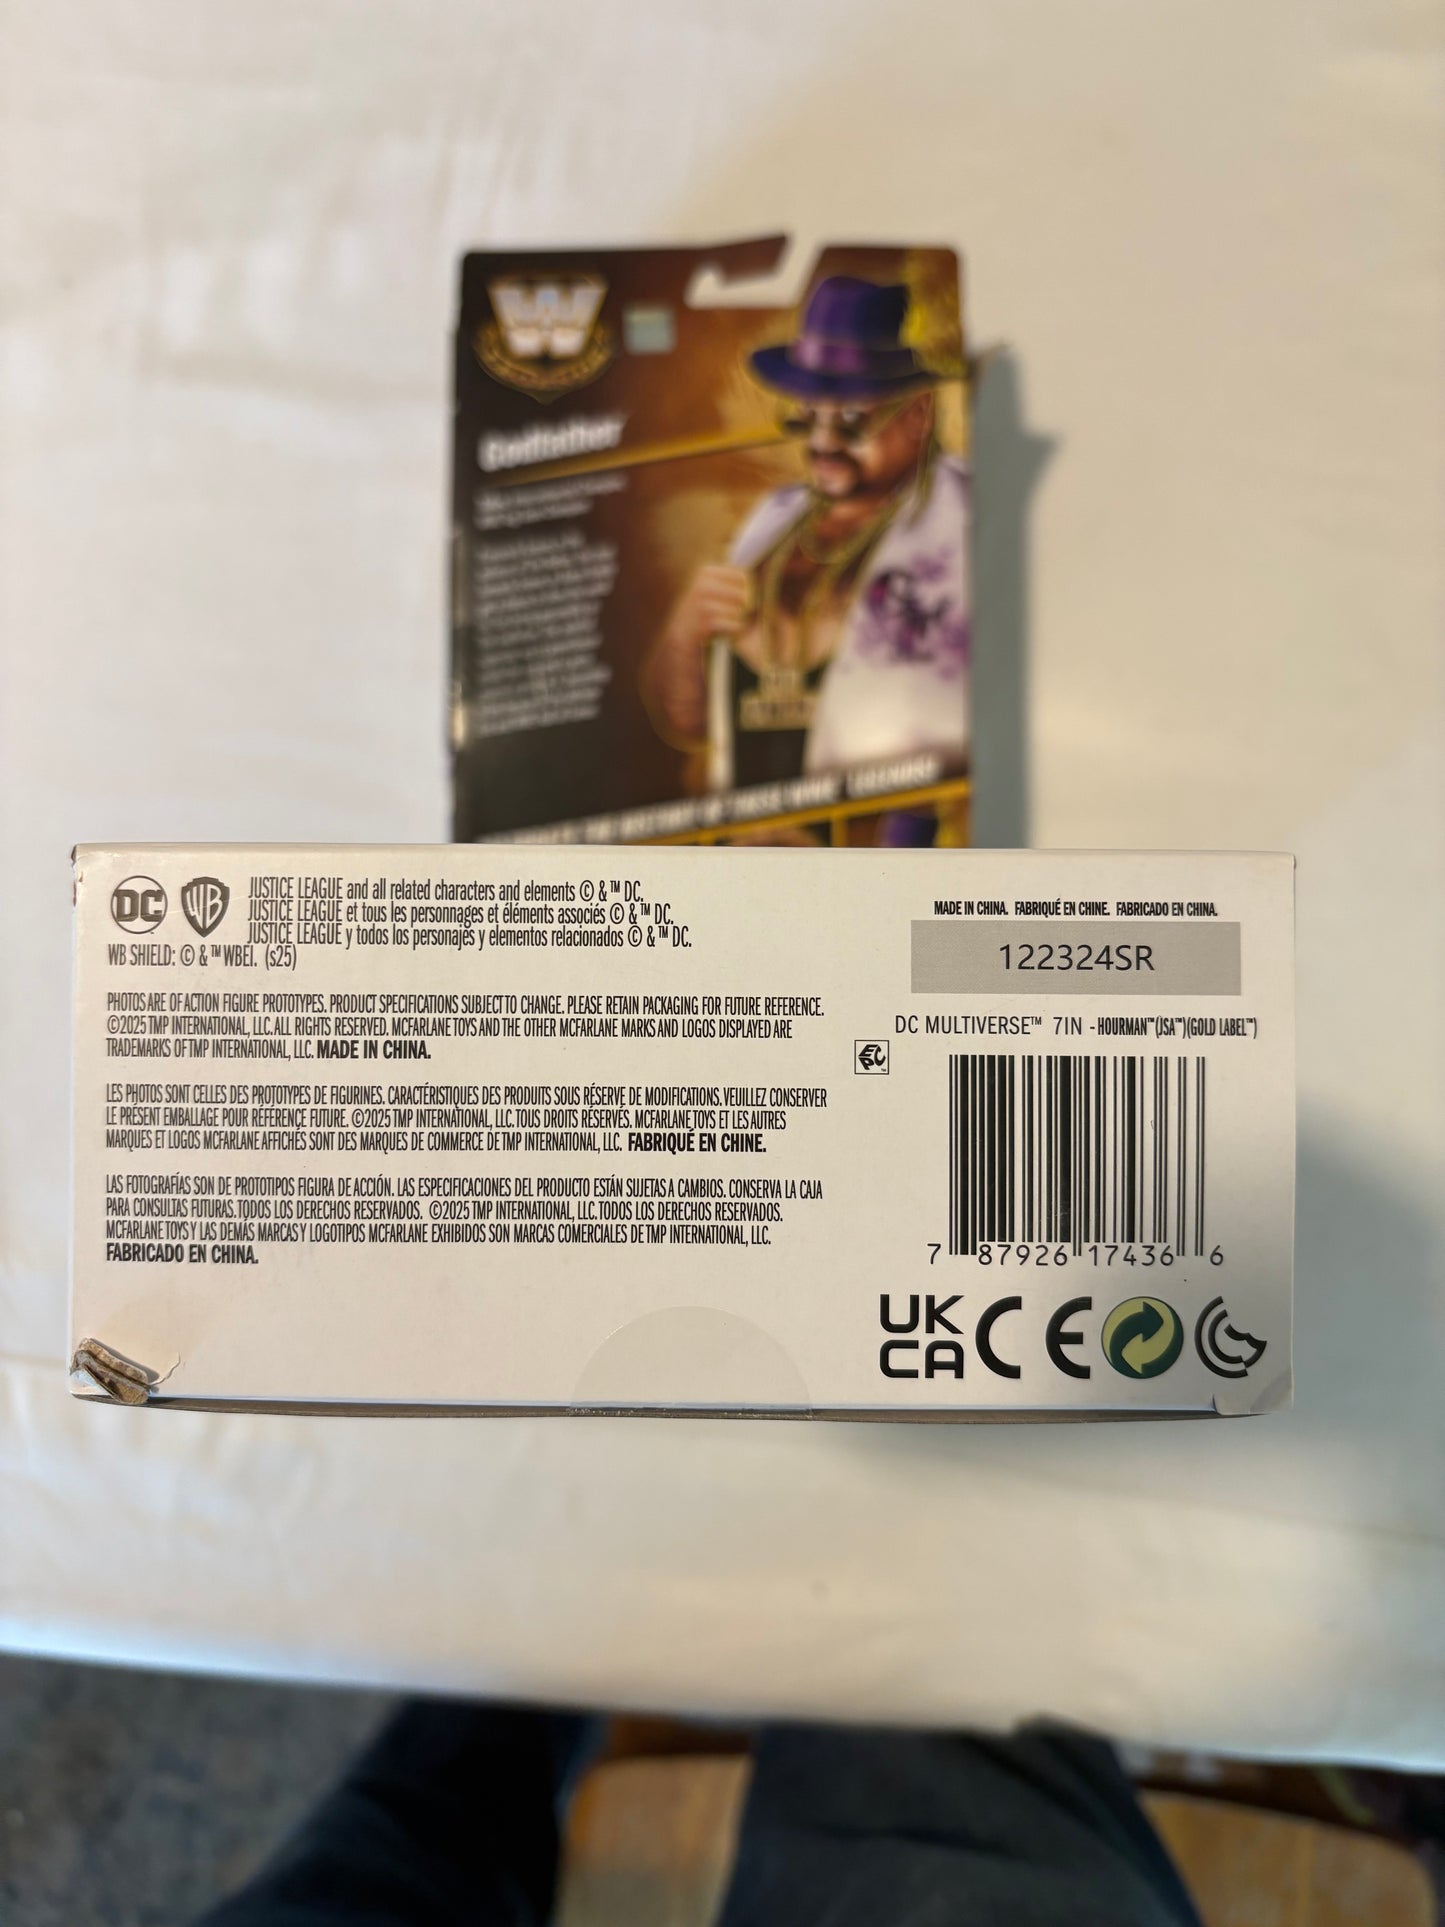 W
Godfather
DC
WB
JUSTICE LEAGUE and all related characters and elements © & ™ DC.
JUSTICE LEAGUE et tous les personnages et éléments associés © & ™ DC.
JUSTICE LEAGUE y todos los personajes y elementos relacionados © & ™ DC.
WB SHIELD: © & ™ WBEI. (s25)
PHOTOS ARE OF ACTION FIGURE PROTOTYPES. PRODUCT SPECIFICATIONS SUBJECT TO CHANGE. PLEASE RETAIN PACKAGING FOR FUTURE REFERENCE.
©2025 TMP INTERNATIONAL, LLC. ALL RIGHTS RESERVED. MCFARLANE TOYS AND THE OTHER MCFARLANE MARKS AND LOGOS DISPLAYED ARE
TRADEMARKS OF TMP INTERNATIONAL, LLC. MADE IN CHINA.
LES PHOTOS SONT CELLES DES PROTOTYPES DE FIGURINES. CARACTÉRISTIQUES DES PRODUITS SOUS RÉSERVE DE MODIFICATIONS. VEUILLEZ CONSERVER
LE PRÉSENT EMBALLAGE POUR RÉFÉRENCE FUTURE. ©2025 TMP INTERNATIONAL, LLC. TOUS DROITS RÉSERVÉS. MCFARLANE TOYS ET LES AUTRES
MARQUES ET LOGOS MCFARLANE AFFICHÉS SONT DES MARQUES DE COMMERCE DE TMP INTERNATIONAL, LLC. FABRIQUÉ EN CHINE.
LAS FOTOGRAFÍAS SON DE PROTOTIPOS FIGURA DE ACCIÓN. LAS ESPECIFICACIONES DEL PRODUCTO ESTÁN SUJETAS A CAMBIOS. CONSERVA LA CAJA
PARA CONSULTAS FUTURAS. TODOS LOS DERECHOS RESERVADOS. ©2025 TMP INTERNATIONAL, LLC. TODOS LOS DERECHOS RESERVADOS.
MCFARLANE TOYS Y LAS DEMÁS MARCAS Y LOGOTIPOS MCFARLANE EXHIBIDOS SON MARCAS COMERCIALES DE TMP INTERNATIONAL, LLC.
FABRICADO EN CHINA.
MADE IN CHINA. FABRIQUÉ EN CHINE. FABRICADO EN CHINA.
122324SR
DC MULTIVERSE™ 7IN - HOURMAN™(JSA™)(GOLD LABEL™)
EPC
7 87926 17436 6
UK
CA CE